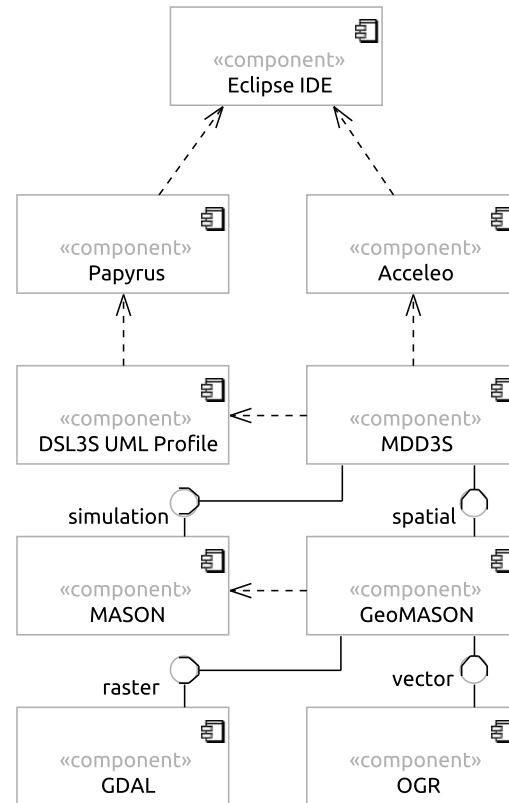 «component»
Eclipse IDE
«component»
Papyrus
«component»
Acceleo
«component»
DSL3S UML Profile
«component»
MDD3S
simulation
spatial
«component»
MASON
«component»
GeoMASON
raster
vector
«component»
GDAL
«component»
OGR